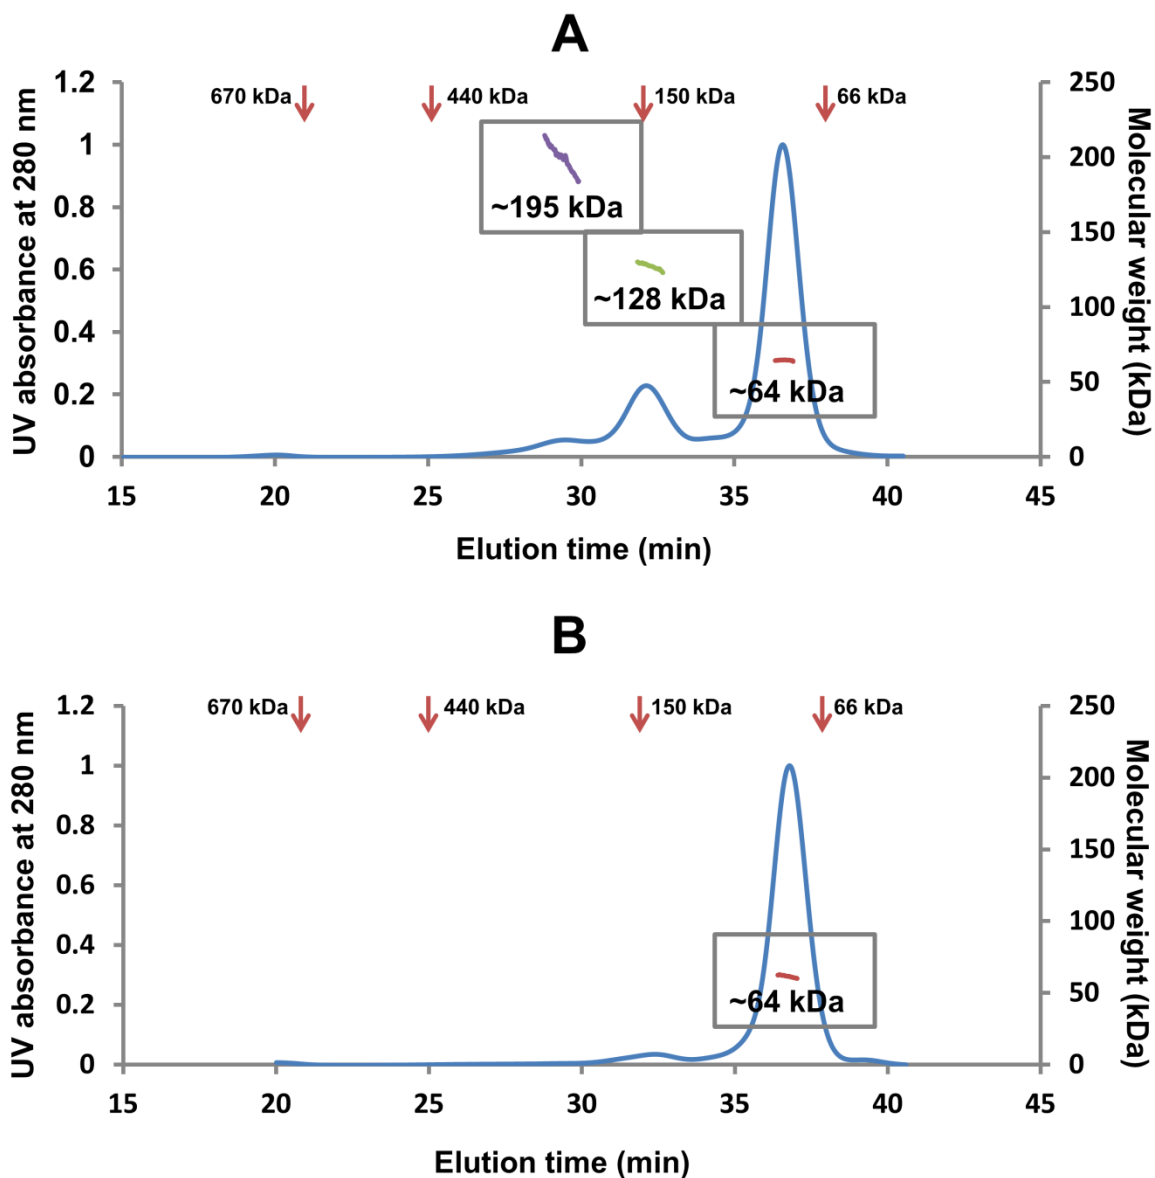 A
UV absorbance at 280 nm
Molecular weight (kDa)
1.2
1
0.8
0.6
0.4
0.2
0
250
200
150
100
50
0
670 kDa
440 kDa
150 kDa
66 kDa
~195 kDa
~128 kDa
~64 kDa
15 20 25 30 35 40 45
Elution time (min)
B
UV absorbance at 280 nm
Molecular weight (kDa)
1.2
1
0.8
0.6
0.4
0.2
0
250
200
150
100
50
0
670 kDa
440 kDa
150 kDa
66 kDa
~64 kDa
15 20 25 30 35 40 45
Elution time (min)